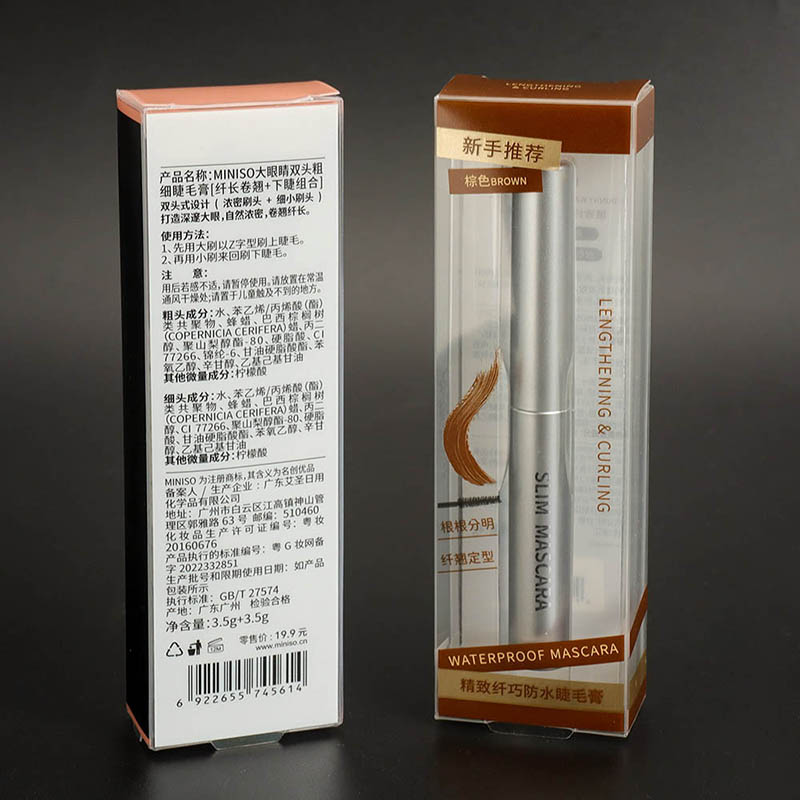 产品名称:MINISO大眼睛双头粗
细睫毛膏[纤长卷翘+下睫组合]
双头式设计(浓密刷头+细小刷头)
打造深邃大眼,自然浓密,卷翘纤长。
使用方法:
1、先用大刷以Z字型刷上睫毛。
2、再用小刷来回刷下睫毛。
注 意:
用后若感不适,请暂停使用。请放置在常温
通风干燥处;请置于儿童触及不到的地方。
粗头成分:水、苯乙烯/丙烯酸(酯)
类共聚物、蜂蜡、巴西棕榈树
(COPERNICIA CERIFERA)蜡、丙二
醇、聚山梨醇酯-80、硬脂酸、CI
77266、锦纶-6、甘油硬脂酸酯、苯
氧乙醇、辛甘醇、乙基己基甘油
其他微量成分:柠檬酸
细头成分:水、苯乙烯/丙烯酸(酯)
类共聚物、蜂蜡、巴西棕榈树
(COPERNICIA CERIFERA)蜡、丙二
醇、CI 77266、聚山梨醇酯-80、硬脂
酸、甘油硬脂酸酯、苯氧乙醇、辛甘
醇、乙基己基甘油
其他微量成分:柠檬酸
MINISO 为注册商标,其含义为名创优品
备案人/生产企业:广东艾圣日用
化学品有限公司
地址:广州市白云区江高镇神山管
理区郭雅路 63 号 邮编:510460
化妆品生产许可证编号:粤妆
20160676
产品执行的标准编号:粤 G 妆网备
字 2022332851
生产批号和限期使用日期:如产品
包装所示
执行标准:GB/T 27574
产地:广东广州 检验合格
净含量:3.5g+3.5g
12M
零售价:19.9 元
www.miniso.cn
6 922655 745614
LENGTHENING
& CURLING
新手推荐
棕色BROWN
LENGTHENING & CURLING
SLIM MASCARA
根根分明
纤翘定型
WATERPROOF MASCARA
精致纤巧防水睫毛膏